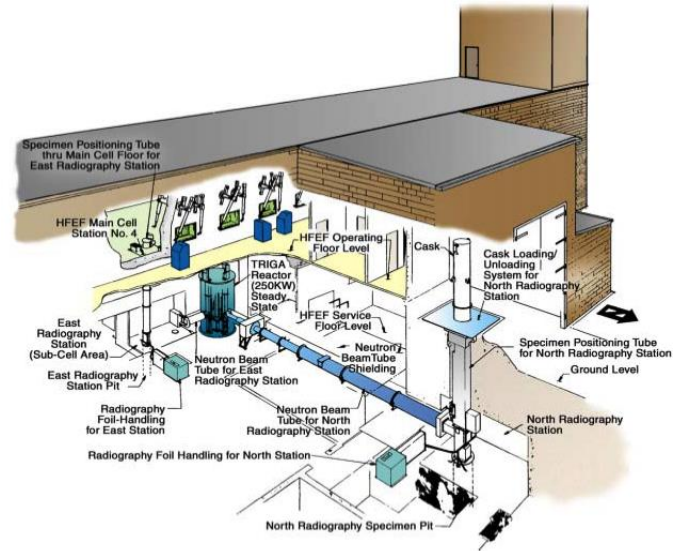 Specimen Positioning Tube
thru Main Cell Floor for
East Radiography Station
HFEF Main Cell
Station No. 4
HFEF Operating
Floor Level
Cask
Cask Loading/
Unloading
System for
North Radiography
Station
TRIGA
Reactor
(250KW)
Steady
State
HFEF Service
Floor Level
East
Radiography
Station
(Sub-Cell Area)
East Radiography
Station Pit
Neutron Beam
Tube for East
Radiography Station
Neutron
BeamTube
Shielding
Specimen Positioning Tube
for North Radiography Station
Ground Level
Radiography
Foil-Handling
for East Station
Neutron Beam
Tube for North
Radiography Station
North Radiography
Station
Radiography Foil Handling for North Station
North Radiography Specimen Pit